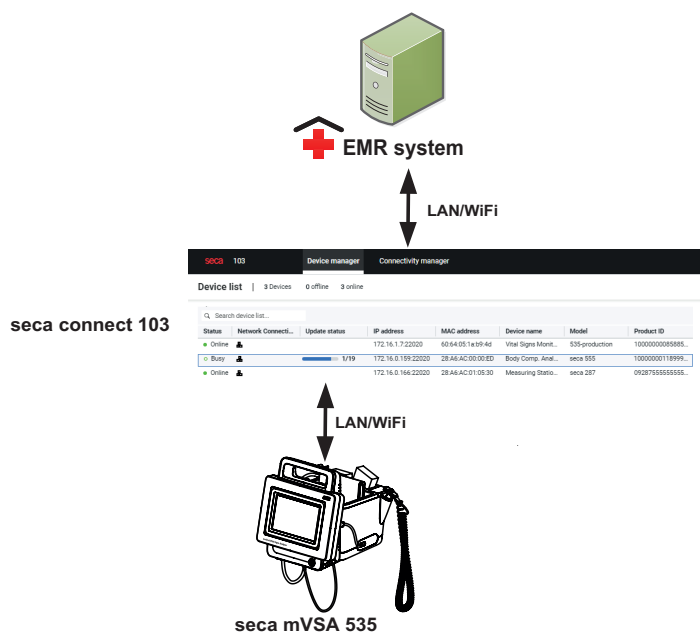 EMR system
LAN/WiFi
seca 103 Device manager Connectivity manager
Device list | 3 Devices 0 offline 3 online
Search device list...
seca connect 103
Status Network Connecti... Update status IP address MAC address Device name Model Product ID
Online 172.16.1.7:22020 60:64:05:1a:b9:4d Vital Signs Monit... 535-production 10000000085885...
Busy 1/19 172.16.0.159:22020 28:A6:AC:00:00:ED Body Comp. Anal... seca 555 10000000118999...
Online 172.16.0.166:22020 28:A6:AC:01:05:30 Measuring Statio... seca 287 09287555555555...
LAN/WiFi
seca mVSA 535